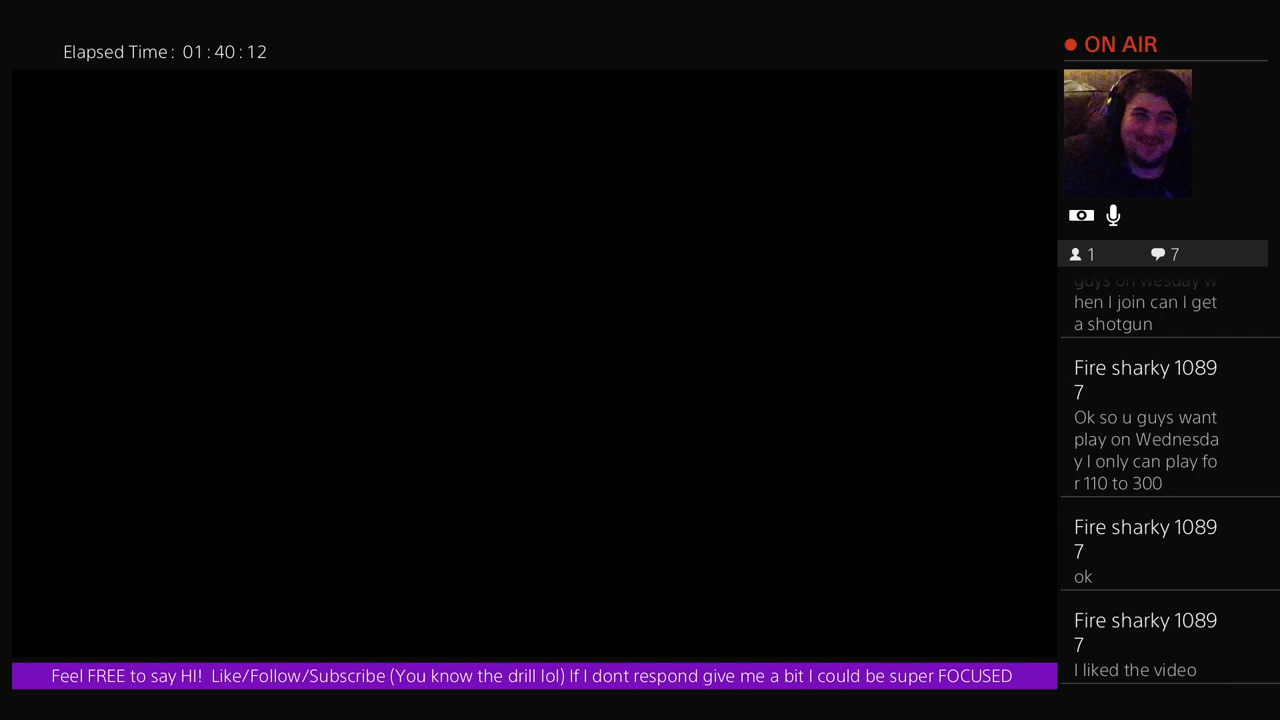 Elapsed Time: 01:40:12
ON AIR
1 7
guys on wesday w
hen I join can I get
a shotgun
Fire sharky 1089
7
Ok so u guys want
play on Wednesda
y I only can play fo
r 110 to 300
Fire sharky 1089
7
ok
Fire sharky 1089
7
I liked the video
Feel FREE to say HI! Like/Follow/Subscribe (You know the drill lol) If I dont respond give me a bit I could be super FOCUSED